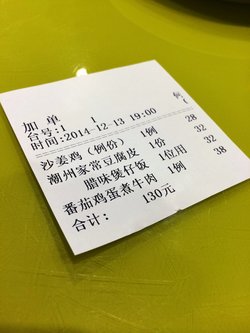 加单
台号:1 1
时间:2014-12-13 19:00
沙姜鸡（例份） 1例 28
潮州家常豆腐皮 1份 32
腊味煲仔饭 1位用 32
番茄鸡蛋煮牛肉 1例 38
合计: 130元